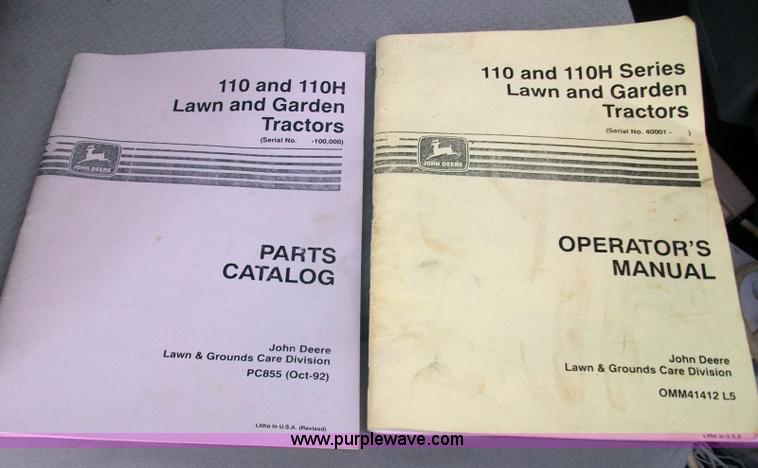 110 and 110H
Lawn and Garden
Tractors
(Serial No. -100,000)
JOHN DEERE
PARTS
CATALOG
John Deere
Lawn & Grounds Care Division
PC855 (Oct-92)
Litho in U.S.A. (Revised)
110 and 110H Series
Lawn and Garden
Tractors
(Serial No. 40001 - )
JOHN DEERE
OPERATOR'S
MANUAL
John Deere
Lawn & Grounds Care Division
OMM41412 L5
Litho in U.S.A.
www.purplewave.com